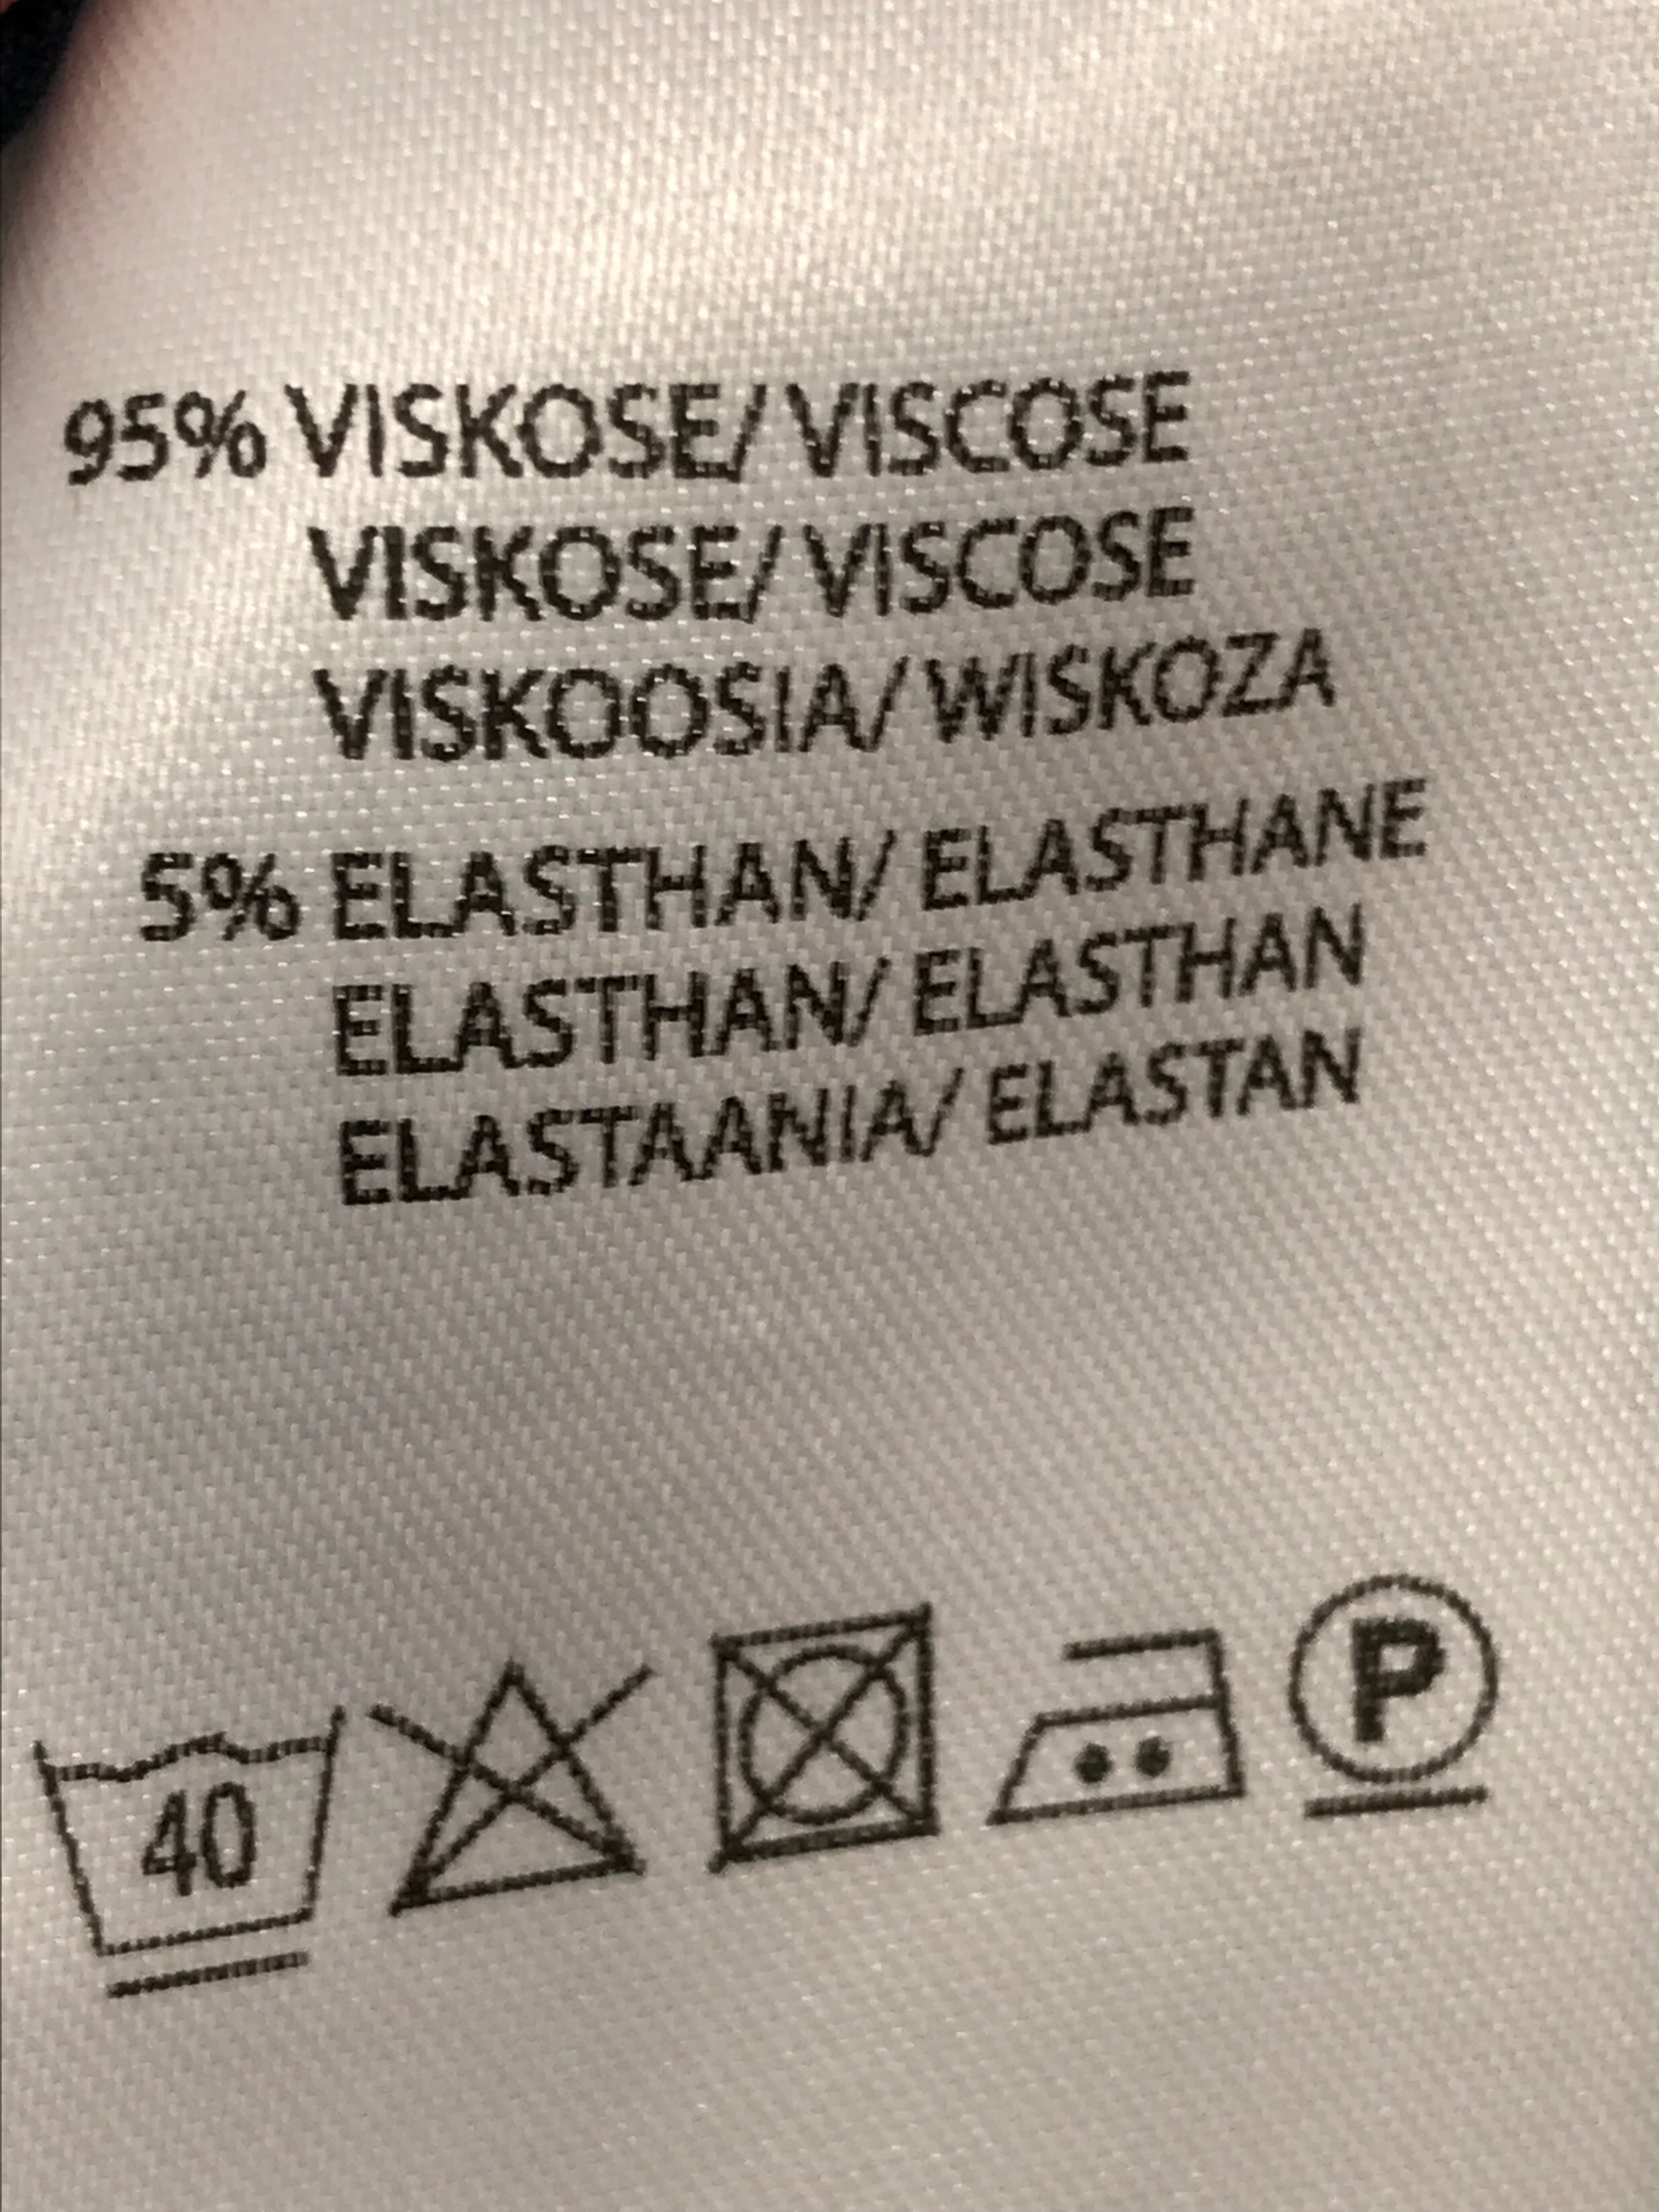 95% VISKOSE/ VISCOSE
VISKOSE/ VISCOSE
VISKOOSIA/ WISKOZA
5% ELASTHAN/ ELASTHANE
ELASTHAN/ ELASTHAN
ELASTAANIA/ ELASTAN
40 P